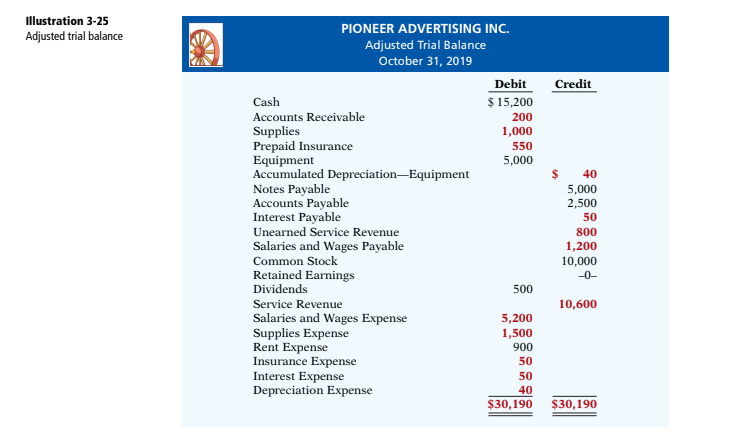 Illustration 3-25
Adjusted trial balance
PIONEER ADVERTISING INC.
Adjusted Trial Balance
October 31, 2019
Debit Credit
Cash $ 15,200
Accounts Receivable 200
Supplies 1,000
Prepaid Insurance 550
Equipment 5,000
Accumulated Depreciation—Equipment $ 40
Notes Payable 5,000
Accounts Payable 2,500
Interest Payable 50
Unearned Service Revenue 800
Salaries and Wages Payable 1,200
Common Stock 10,000
Retained Earnings –0–
Dividends 500
Service Revenue 10,600
Salaries and Wages Expense 5,200
Supplies Expense 1,500
Rent Expense 900
Insurance Expense 50
Interest Expense 50
Depreciation Expense 40
$30,190 $30,190